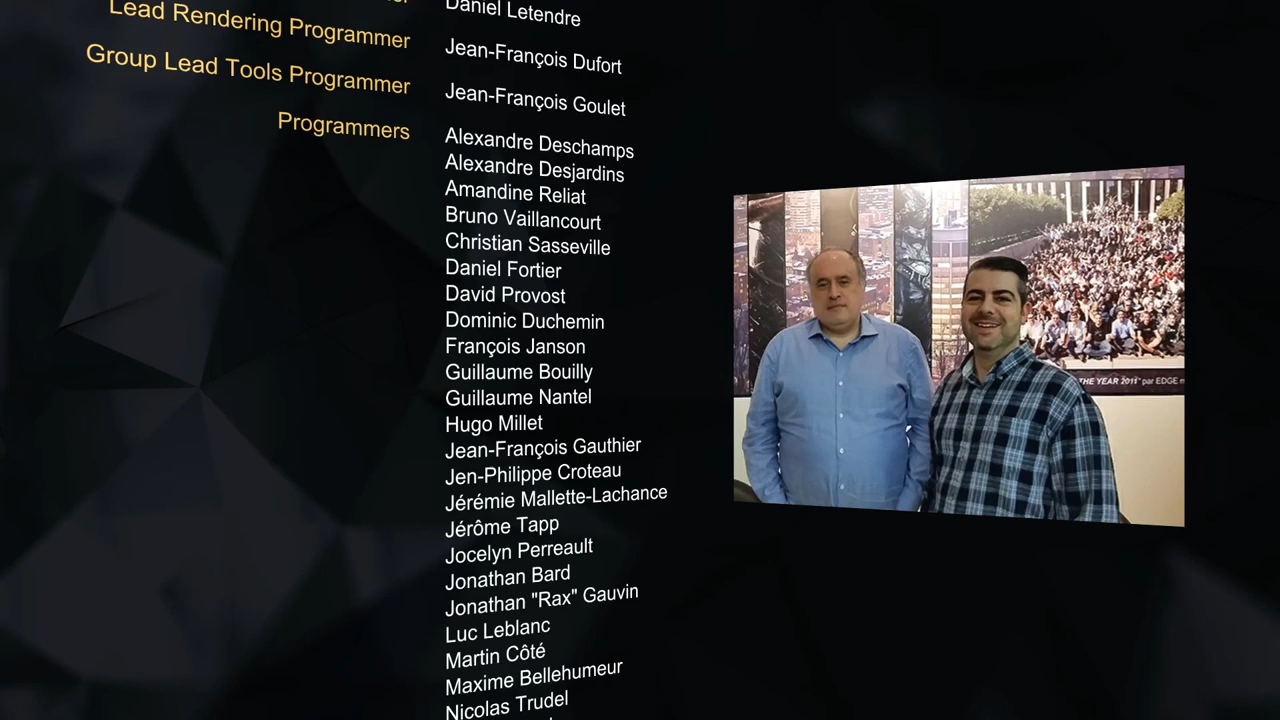 Lead Rendering Programmer
Group Lead Tools Programmer
Programmers
Daniel Letendre
Jean-François Dufort
Jean-François Goulet
Alexandre Deschamps
Alexandre Desjardins
Amandine Reliat
Bruno Vaillancourt
Christian Sasseville
Daniel Fortier
David Provost
Dominic Duchemin
François Janson
Guillaume Bouilly
Guillaume Nantel
Hugo Millet
Jean-François Gauthier
Jen-Philippe Croteau
Jérémie Mallette-Lachance
Jérôme Tapp
Jocelyn Perreault
Jonathan Bard
Jonathan "Rax" Gauvin
Luc Leblanc
Martin Côté
Maxime Bellehumeur
Nicolas Trudel
THE YEAR 2011" par EDGE